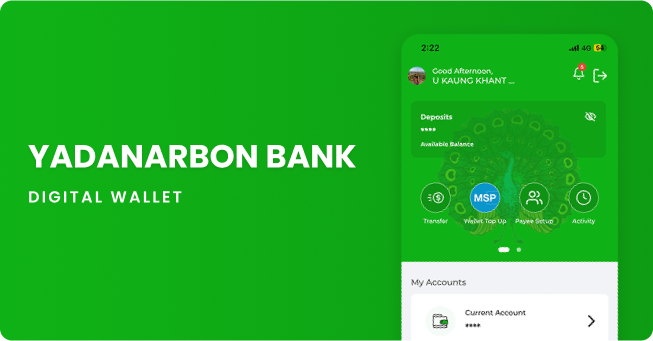 YADANARBON BANK
DIGITAL WALLET
2:22
4G 54
Good Afternoon,
U KAUNG KHANT ...
5
Deposits
****
Available Balance
MSP
Transfer Wallet Top Up Payee Setup Activity
My Accounts
Current Account
****